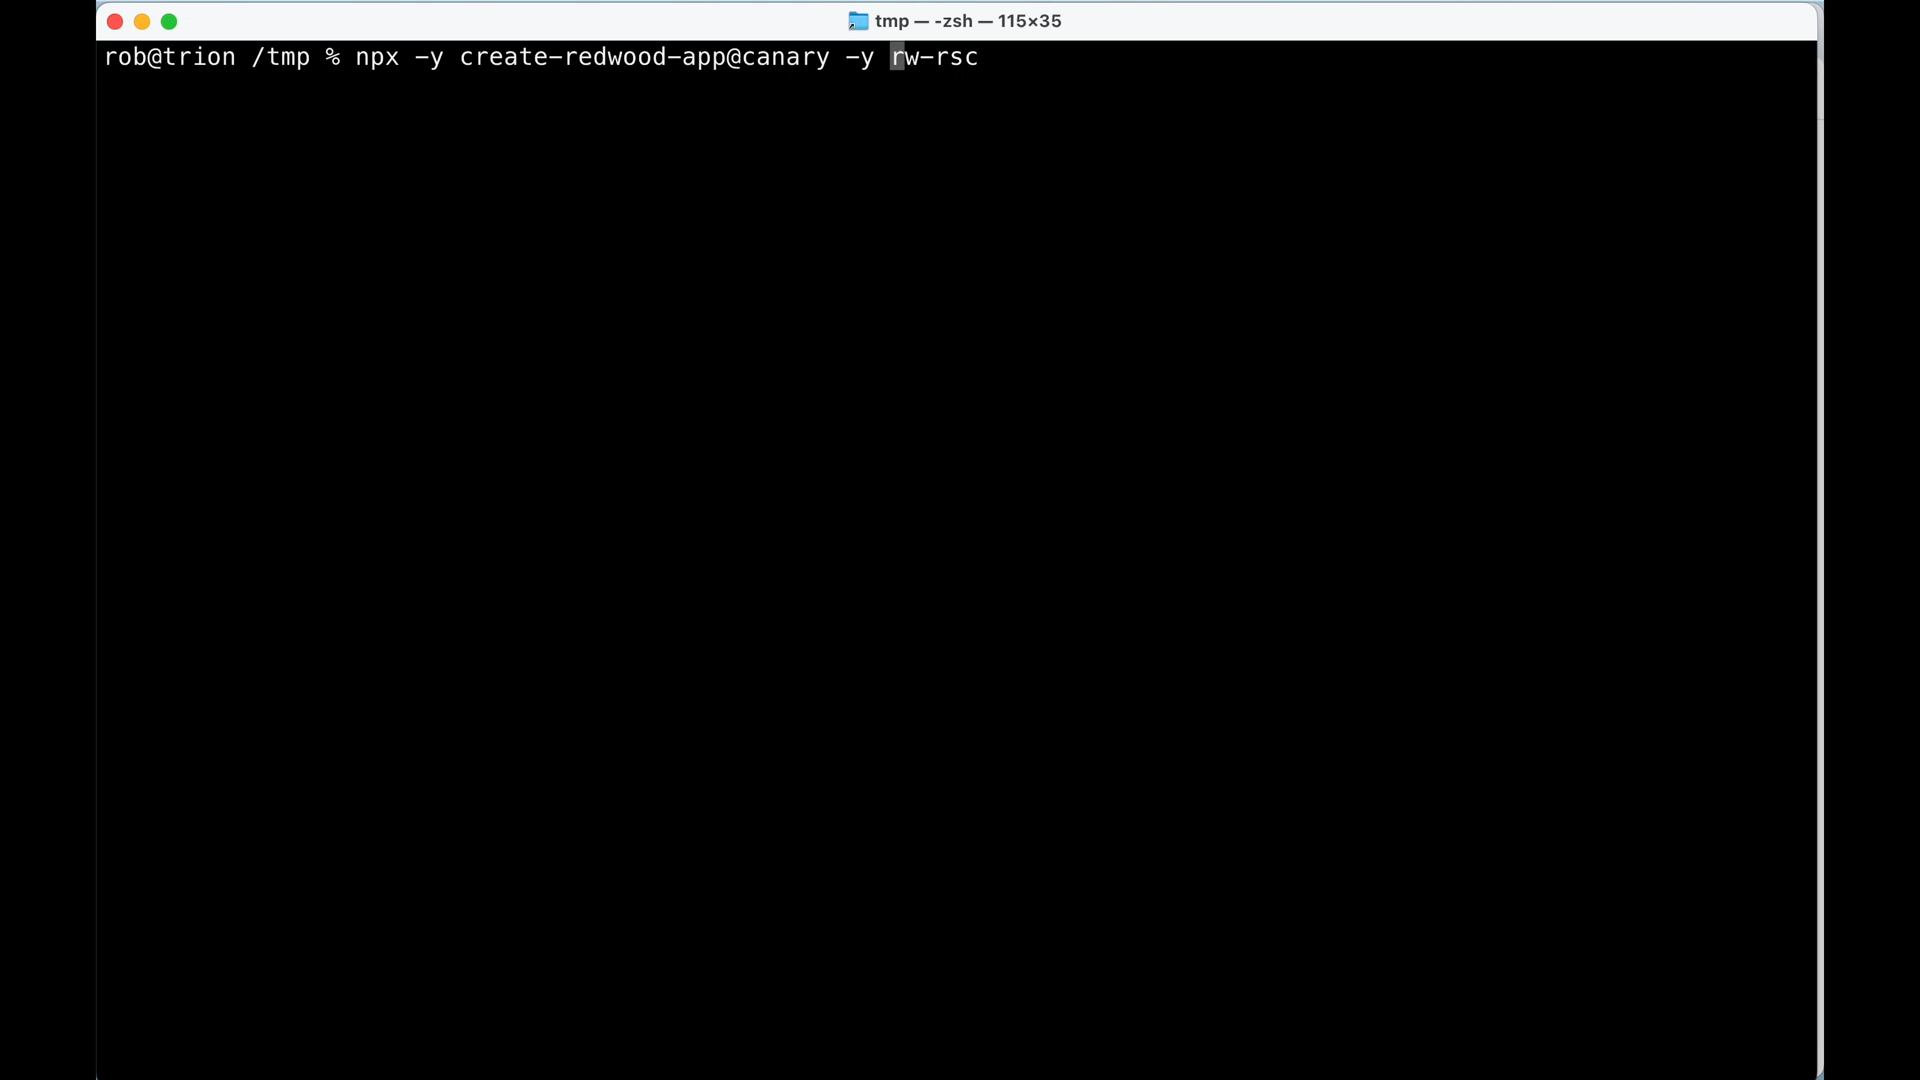 tmp — -zsh — 115×35
rob@trion /tmp % npx -y create-redwood-app@canary -y rw-rsc